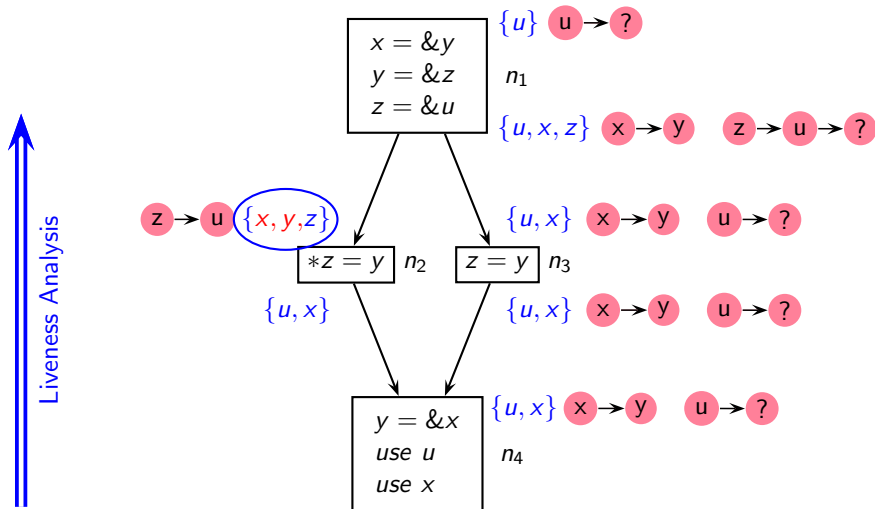 {u} u → ?
x = &y
y = &z
z = &u
n1
{u, x, z} x → y z → u → ?
z → u {x, y, z}
{u, x} x → y u → ?
*z = y n2
z = y n3
{u, x}
{u, x} x → y u → ?
{u, x} x → y u → ?
y = &x
use u
use x
n4
Liveness Analysis